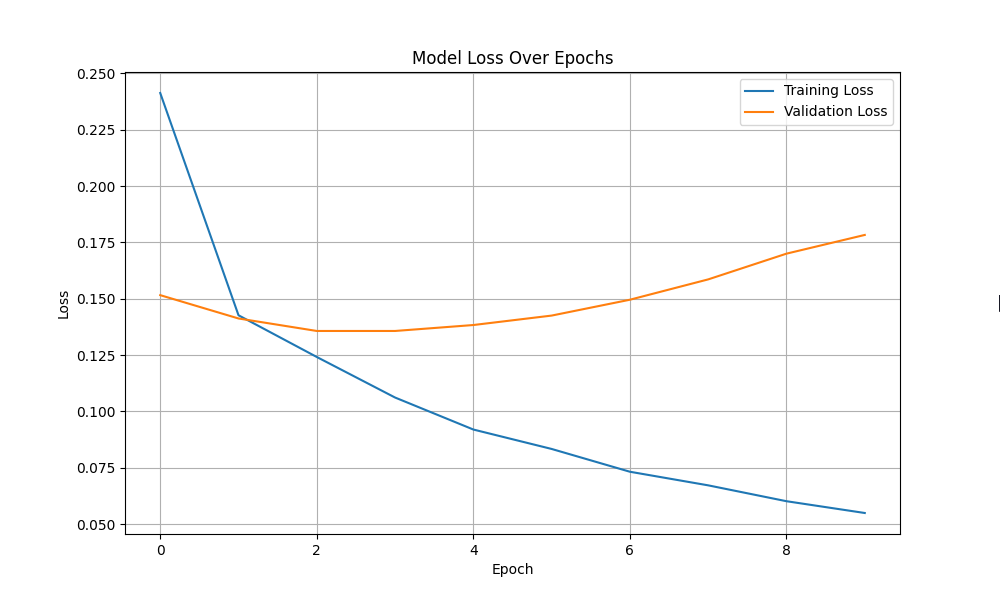 Model Loss Over Epochs
Training Loss
Validation Loss
0.250
0.225
0.200
0.175
0.150
0.125
0.100
0.075
0.050
Loss
0 2 4 6 8
Epoch